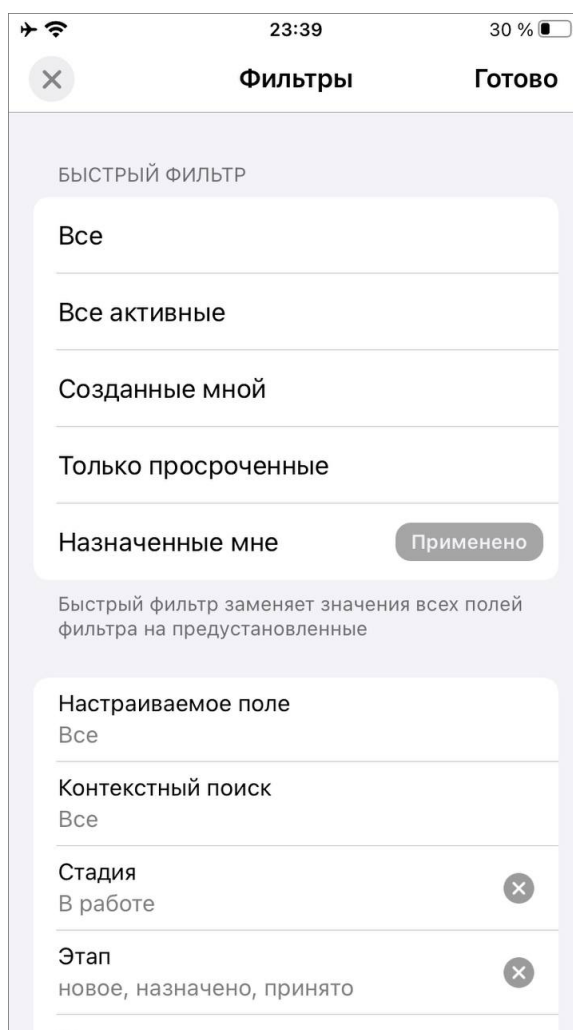 23:39
30 %
Фильтры
Готово
БЫСТРЫЙ ФИЛЬТР
Все
Все активные
Созданные мной
Только просроченные
Назначенные мне
Применено
Быстрый фильтр заменяет значения всех полей
фильтра на предустановленные
Настраиваемое поле
Все
Контекстный поиск
Все
Стадия
В работе
Этап
новое, назначено, принято